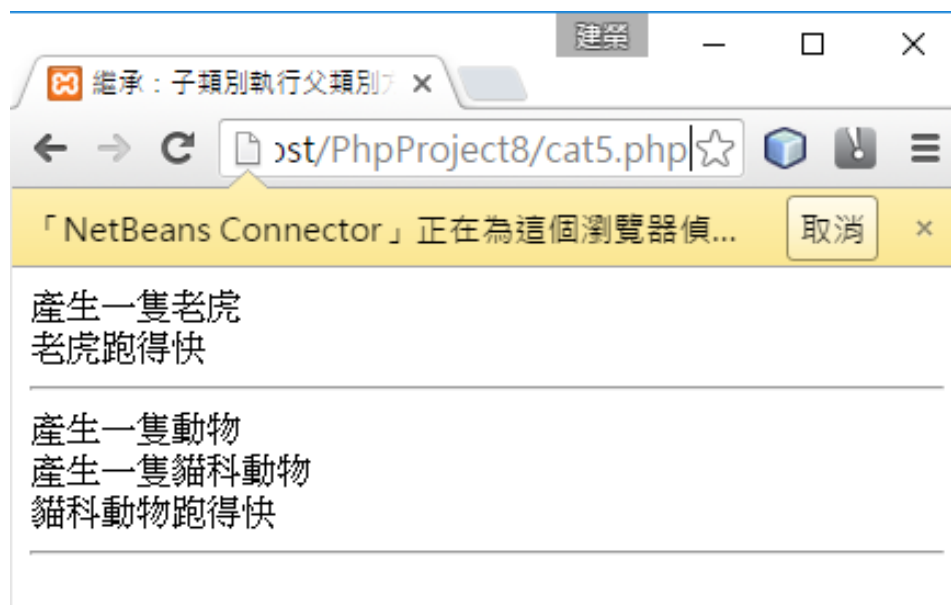 建榮
繼承：子類別執行父類別
ost/PhpProject8/cat5.php
「NetBeans Connector」正在為這個瀏覽器偵...
取消
產生一隻老虎
老虎跑得快
產生一隻動物
產生一隻貓科動物
貓科動物跑得快